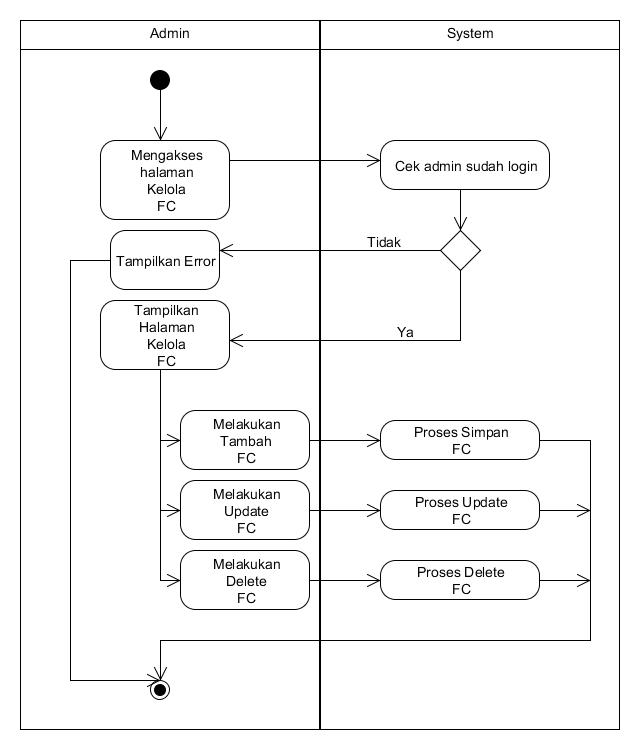 Admin
System
Mengakses
halaman
Kelola
FC
Cek admin sudah login
Tidak
Tampilkan Error
Ya
Tampilkan
Halaman
Kelola
FC
Melakukan
Tambah
FC
Proses Simpan
FC
Melakukan
Update
FC
Proses Update
FC
Melakukan
Delete
FC
Proses Delete
FC